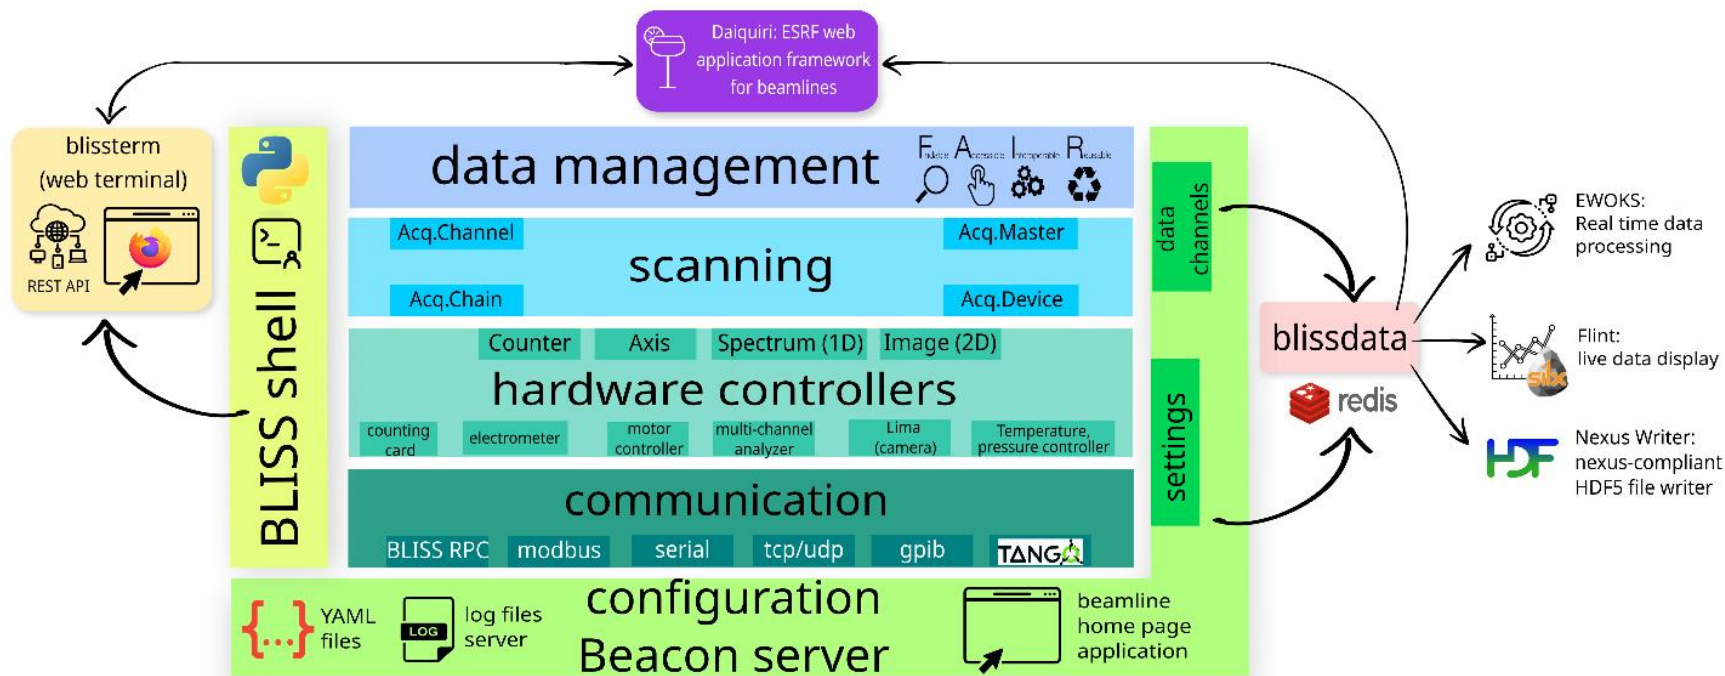 Daiquiri: ESRF web
application framework
for beamlines
blissterm
(web terminal)
REST API
BLISS shell
data management
Findable Accessible Interoperable Reusable
Acq.Channel
Acq.Master
scanning
Acq.Chain
Acq.Device
Counter
Axis
Spectrum (1D)
Image (2D)
hardware controllers
counting
card
electrometer
motor
controller
multi-channel
analyzer
Lima
(camera)
Temperature,
pressure controller
communication
BLISS RPC
modbus
serial
tcp/udp
gpib
TANGO
data
channels
settings
configuration
Beacon server
{...}
YAML
files
LOG
log files
server
beamline
home page
application
blissdata
redis
EWOKS:
Real time data
processing
Flint:
live data display
silx
HDF
Nexus Writer:
nexus-compliant
HDF5 file writer